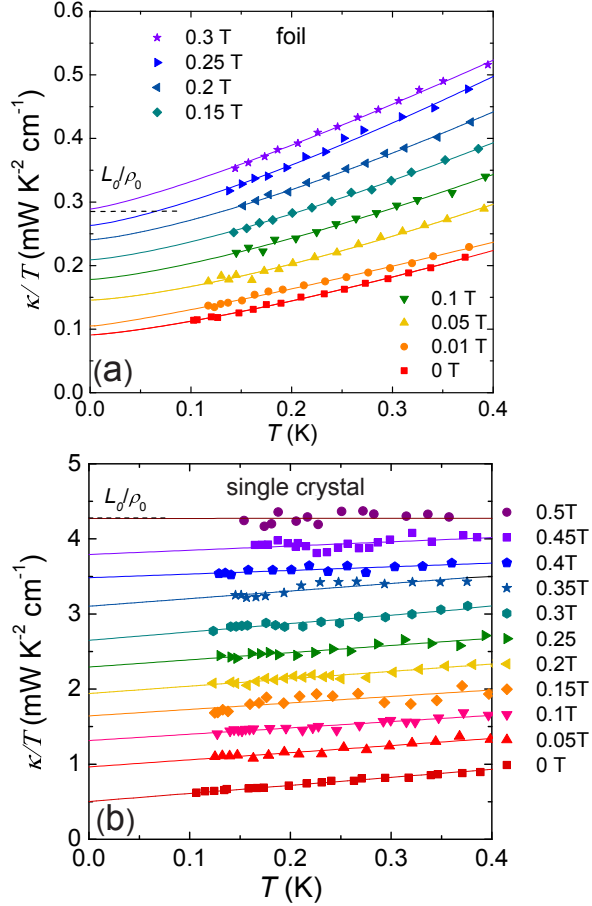 0.6
0.5
0.4
0.3
0.2
0.1
0.0
κ/T (mW K⁻² cm⁻¹)
0.3 T
0.25 T
0.2 T
0.15 T
foil
L₀/ρ₀
0.1 T
0.05 T
0.01 T
0 T
(a)
0.0 0.1 0.2 0.3 0.4
T (K)
5
4
3
2
1
0
κ/T (mW K⁻² cm⁻¹)
L₀/ρ₀
single crystal
0.5T
0.45T
0.4T
0.35T
0.3T
0.25
0.2T
0.15T
0.1T
0.05T
0 T
(b)
0.0 0.1 0.2 0.3 0.4
T (K)